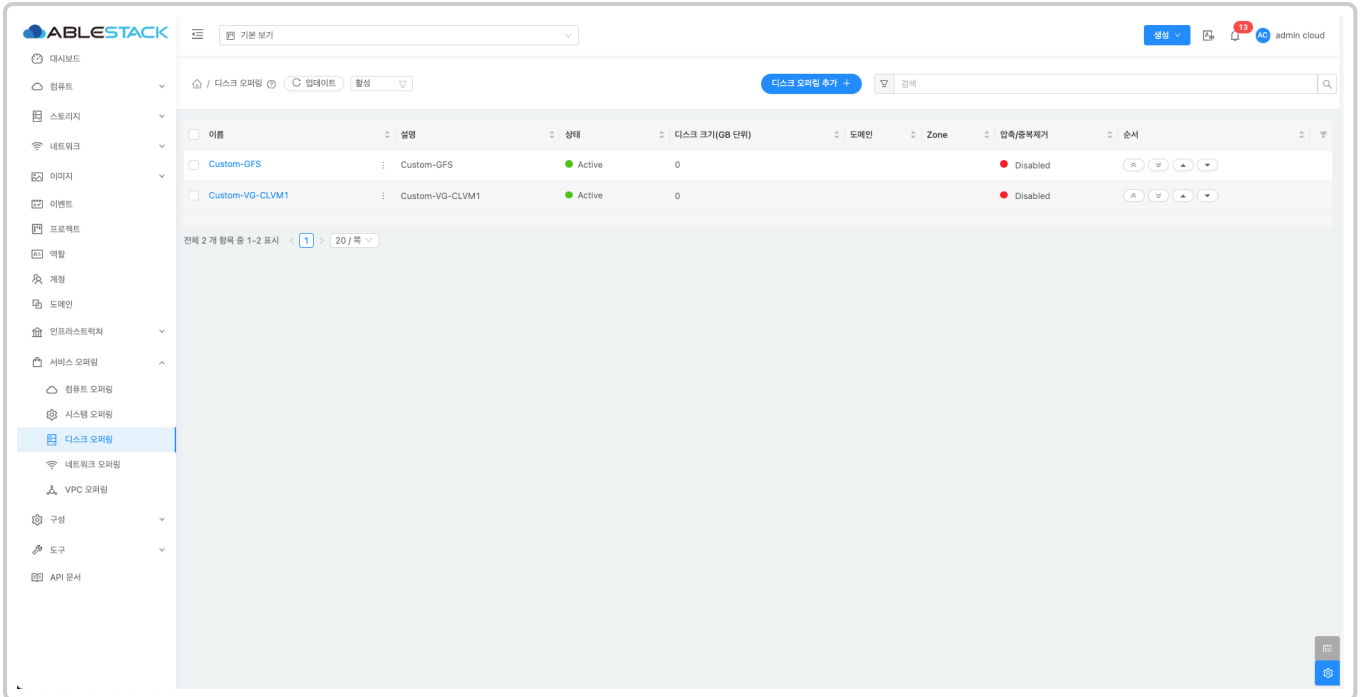 ABLESTACK
기본 보기
생성
13
AC
admin cloud
대시보드
컴퓨트
스토리지
네트워크
이미지
이벤트
프로젝트
역할
계정
도메인
인프라스트럭쳐
서비스 오퍼링
컴퓨트 오퍼링
시스템 오퍼링
디스크 오퍼링
네트워크 오퍼링
VPC 오퍼링
구성
도구
API 문서
/ 디스크 오퍼링 업데이트 활성
디스크 오퍼링 추가 +
검색
이름 설명 상태 디스크 크기(GB 단위) 도메인 Zone 압축/중복제거 순서
Custom-GFS Custom-GFS Active 0 Disabled
Custom-VG-CLVM1 Custom-VG-CLVM1 Active 0 Disabled
전체 2 개 항목 중 1-2 표시 < 1 > 20 / 쪽